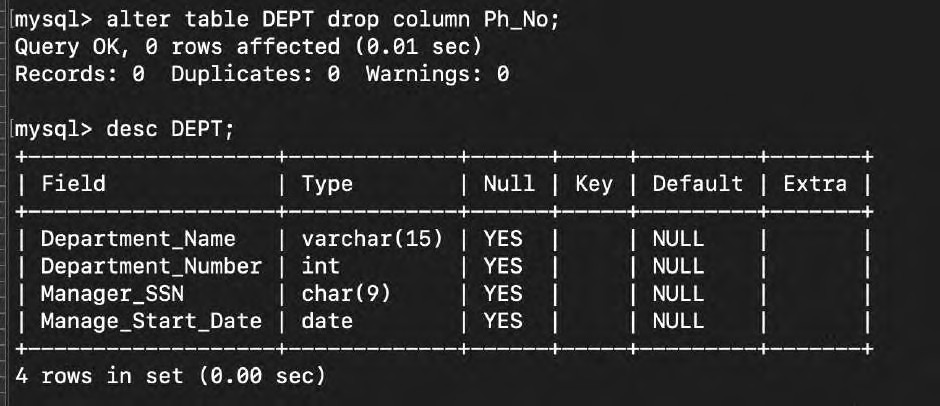 mysql> alter table DEPT drop column Ph_No;
Query OK, 0 rows affected (0.01 sec)
Records: 0  Duplicates: 0  Warnings: 0
mysql> desc DEPT;
+-------------------+-------------+------+-----+---------+-------+
| Field             | Type        | Null | Key | Default | Extra |
+-------------------+-------------+------+-----+---------+-------+
| Department_Name   | varchar(15) | YES  |     | NULL    |       |
| Department_Number | int         | YES  |     | NULL    |       |
| Manager_SSN       | char(9)     | YES  |     | NULL    |       |
| Manage_Start_Date | date        | YES  |     | NULL    |       |
+-------------------+-------------+------+-----+---------+-------+
4 rows in set (0.00 sec)